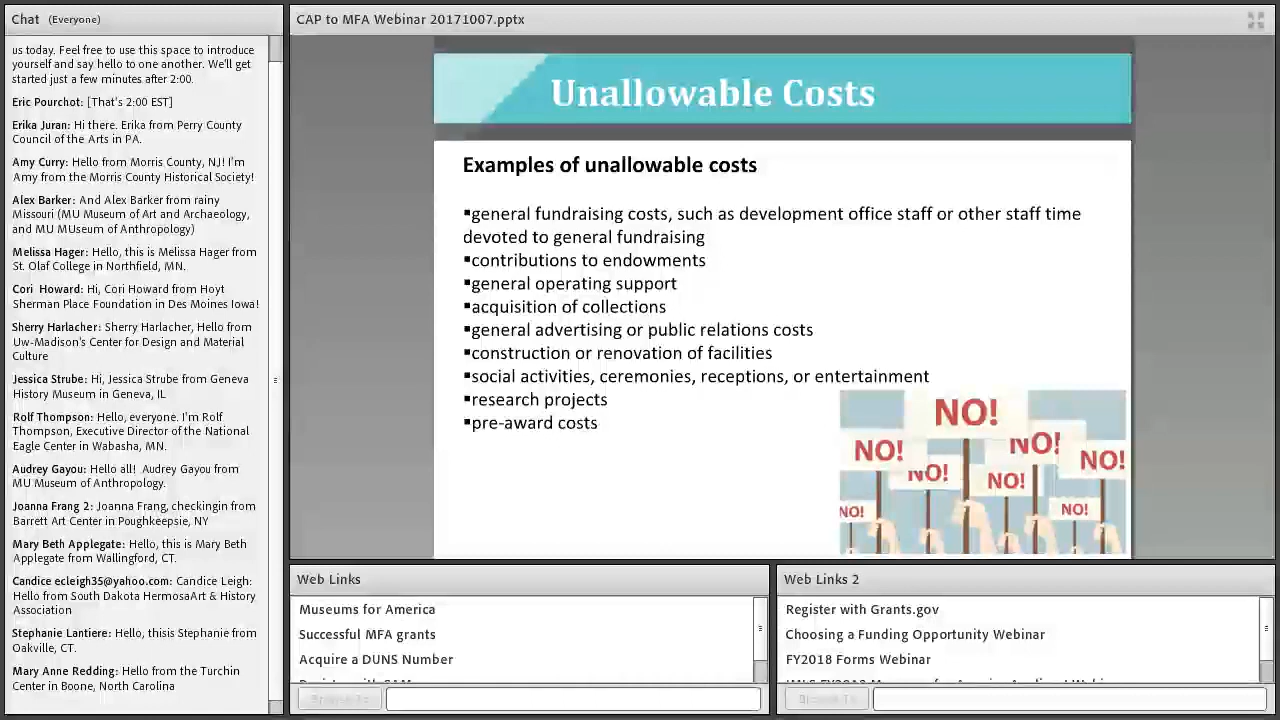 Chat (Everyone)
us today. Feel free to use this space to introduce
yourself and say hello to one another. We'll get
started just a few minutes after 2:00.
Eric Pourchot: [That's 2:00 EST]
Erika Juran: Hi there. Erika from Perry County
Council of the Arts in PA.
Amy Curry: Hello from Morris County, NJ! I'm
Amy from the Morris County Historical Society!
Alex Barker: And Alex Barker from rainy
Missouri (MU Museum of Art and Archaeology,
and MU MUseum of Anthropology)
Melissa Hager: Hello, this is Melissa Hager from
St. Olaf College in Northfield, MN.
Cori Howard: Hi, Cori Howard from Hoyt
Sherman Place Foundation in Des Moines Iowa!
Sherry Harlacher: Sherry Harlacher, Hello from
Uw-Madison's Center for Design and Material
Culture
Jessica Strube: Hi, Jessica Strube from Geneva
History Museum in Geneva, IL
Rolf Thompson: Hello, everyone. I'm Rolf
Thompson, Executive Director of the National
Eagle Center in Wabasha, MN.
Audrey Gayou: Hello all! Audrey Gayou from
MU Museum of Anthropology.
Joanna Frang 2: Joanna Frang, checkingin from
Barrett Art Center in Poughkeepsie, NY
Mary Beth Applegate: Hello, this is Mary Beth
Applegate from Wallingford, CT.
Candice ecleigh35@yahoo.com: Candice Leigh:
Hello from South Dakota HermosaArt & History
Association
Stephanie Lantiere: Hello, thisis Stephanie from
Oakville, CT.
Mary Anne Redding: Hello from the Turchin
Center in Boone, North Carolina
CAP to MFA Webinar 20171007.pptx
Unallowable Costs
Examples of unallowable costs
▪general fundraising costs, such as development office staff or other staff time
devoted to general fundraising
▪contributions to endowments
▪general operating support
▪acquisition of collections
▪general advertising or public relations costs
▪construction or renovation of facilities
▪social activities, ceremonies, receptions, or entertainment
▪research projects
▪pre-award costs
NO!
NO!
NO!
NO!
NO!
NO!
NO!
NO!
Web Links
Museums for America
Successful MFA grants
Acquire a DUNS Number
Browse To
Web Links 2
Register with Grants.gov
Choosing a Funding Opportunity Webinar
FY2018 Forms Webinar
Browse To